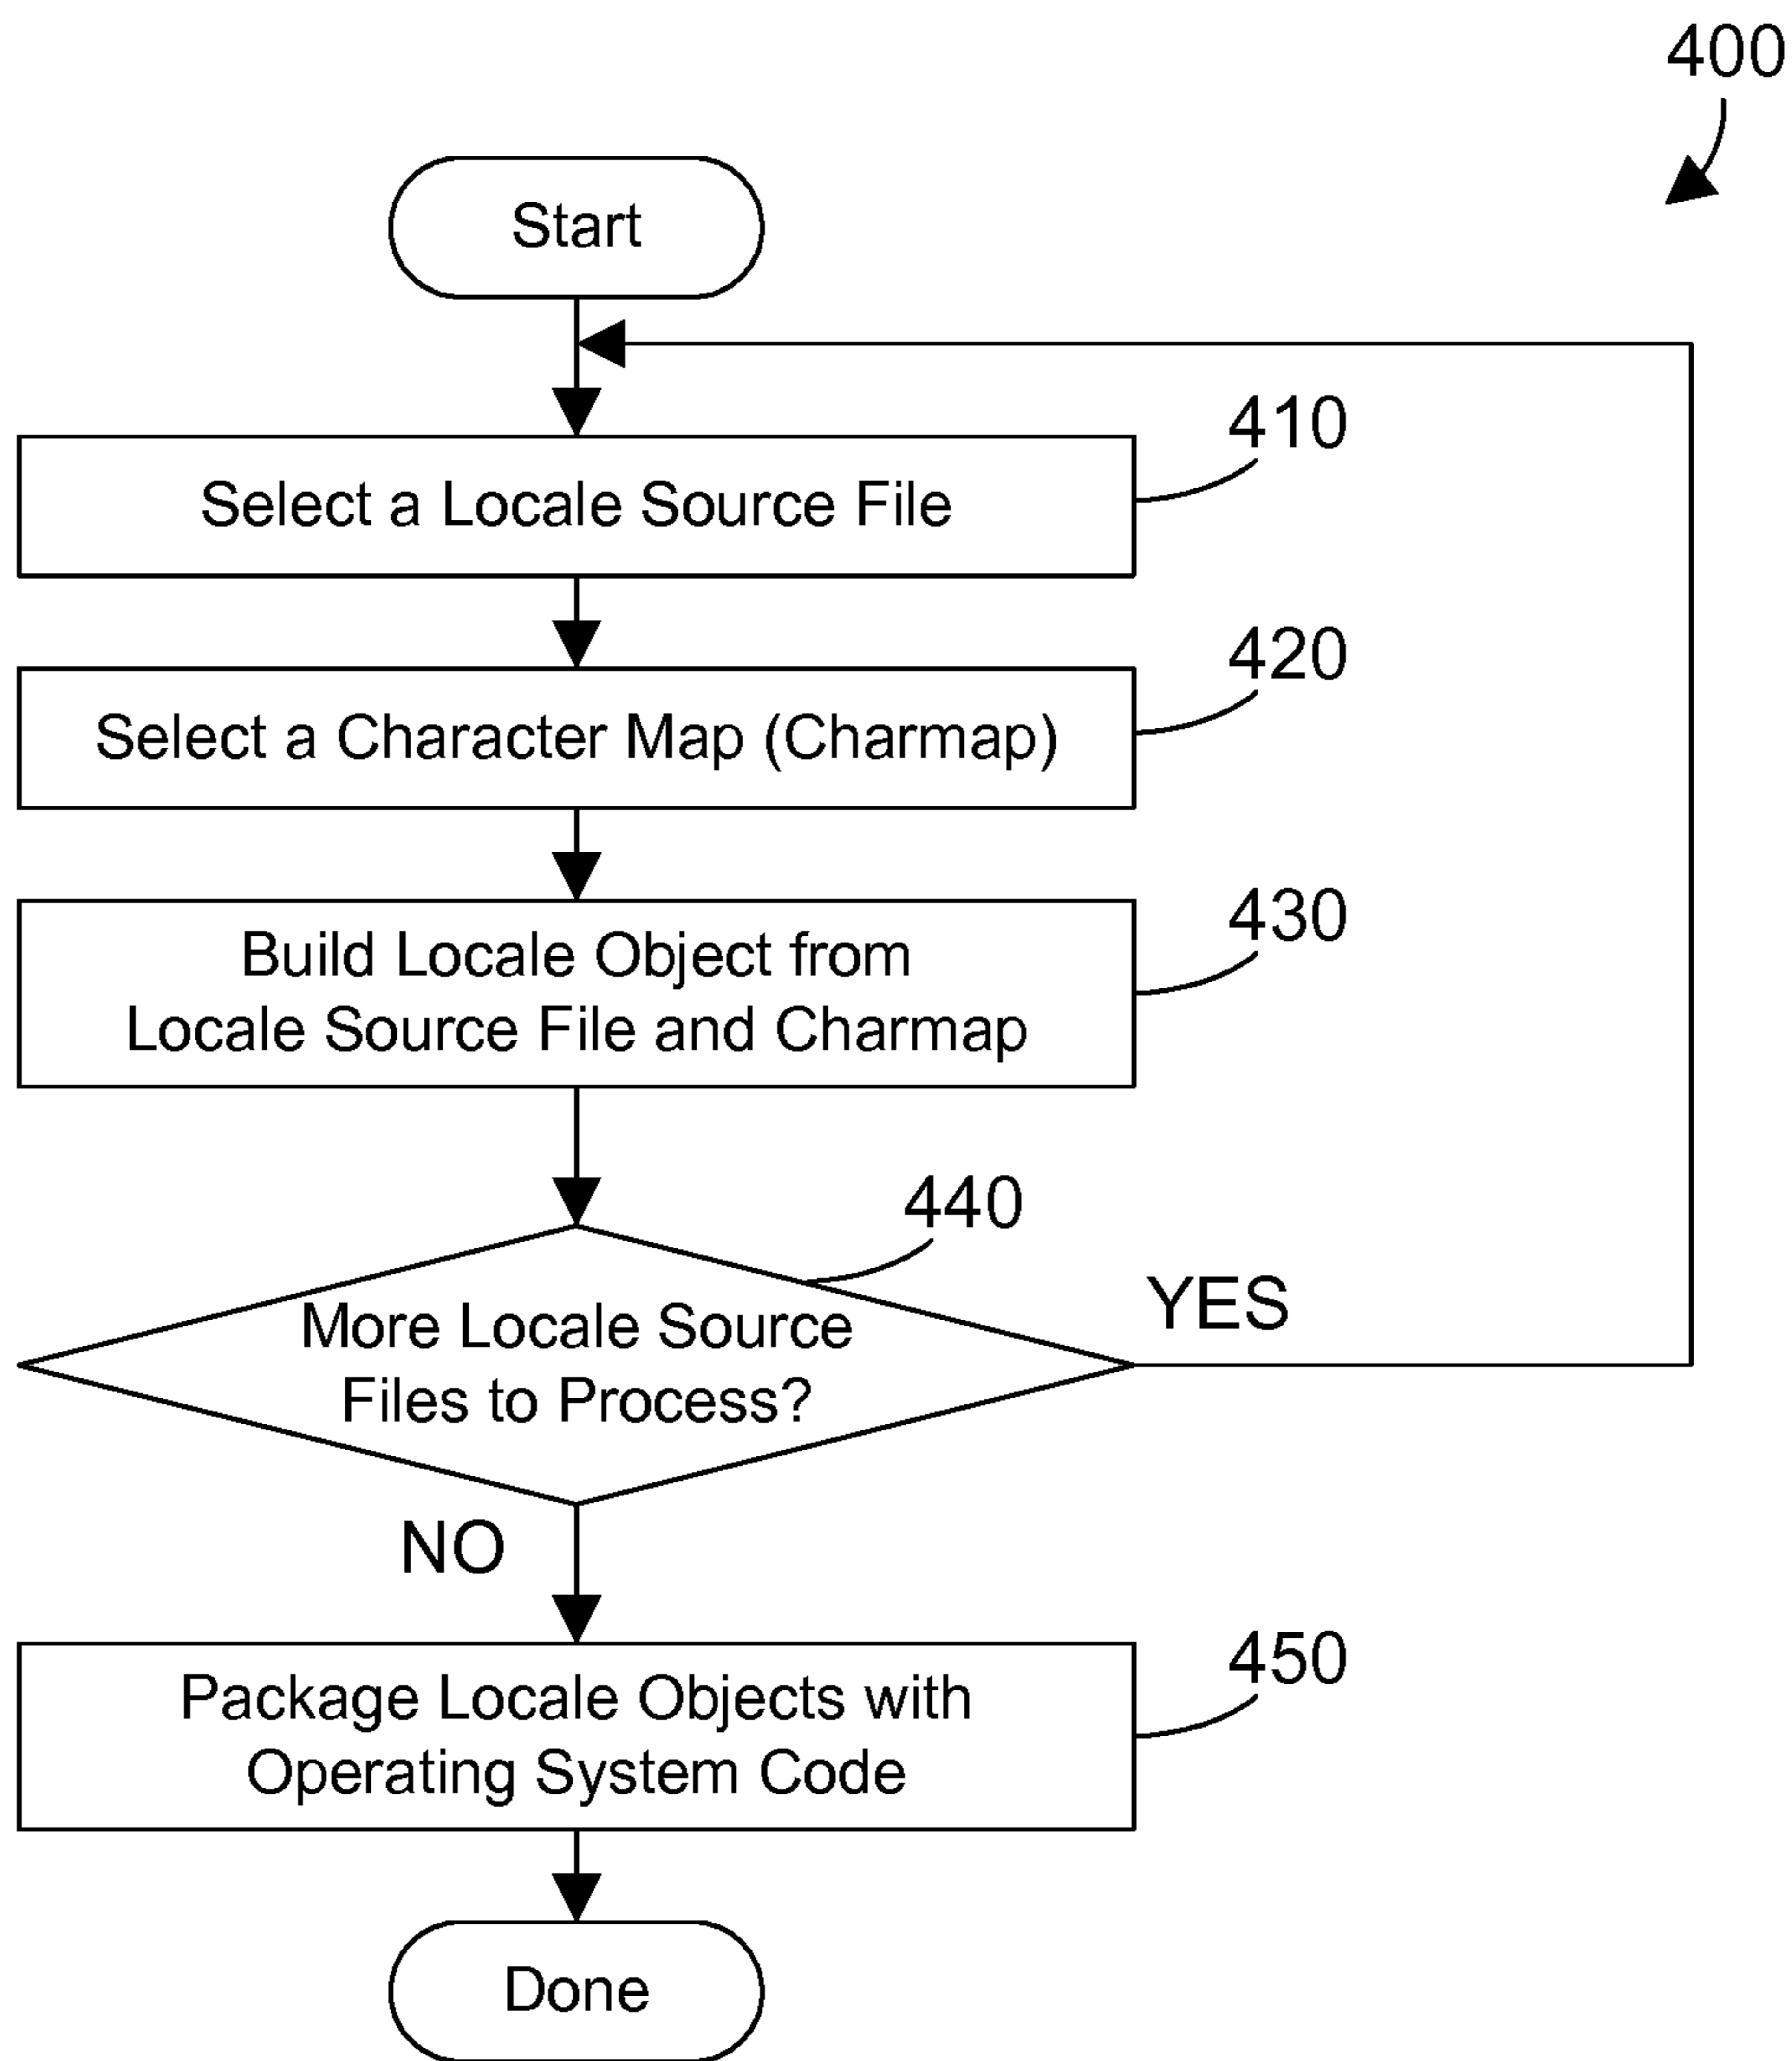 400
Start
410
Select a Locale Source File
420
Select a Character Map (Charmap)
430
Build Locale Object from
Locale Source File and Charmap
440
More Locale Source
Files to Process?
YES
NO
450
Package Locale Objects with
Operating System Code
Done